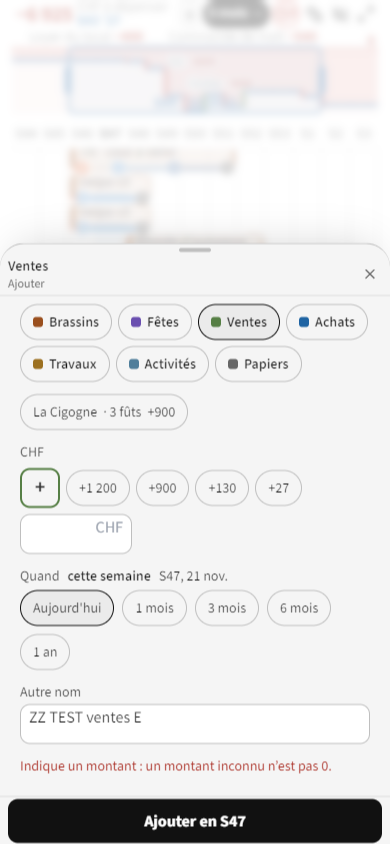 Ventes
Ajouter
×
Brassins Fêtes Ventes Achats
Travaux Activités Papiers
La Cigogne · 3 fûts +900
CHF
+ +1 200 +900 +130 +27
CHF
Quand cette semaine S47, 21 nov.
Aujourd'hui 1 mois 3 mois 6 mois
1 an
Autre nom
ZZ TEST ventes E
Indique un montant : un montant inconnu n'est pas 0.
Ajouter en S47